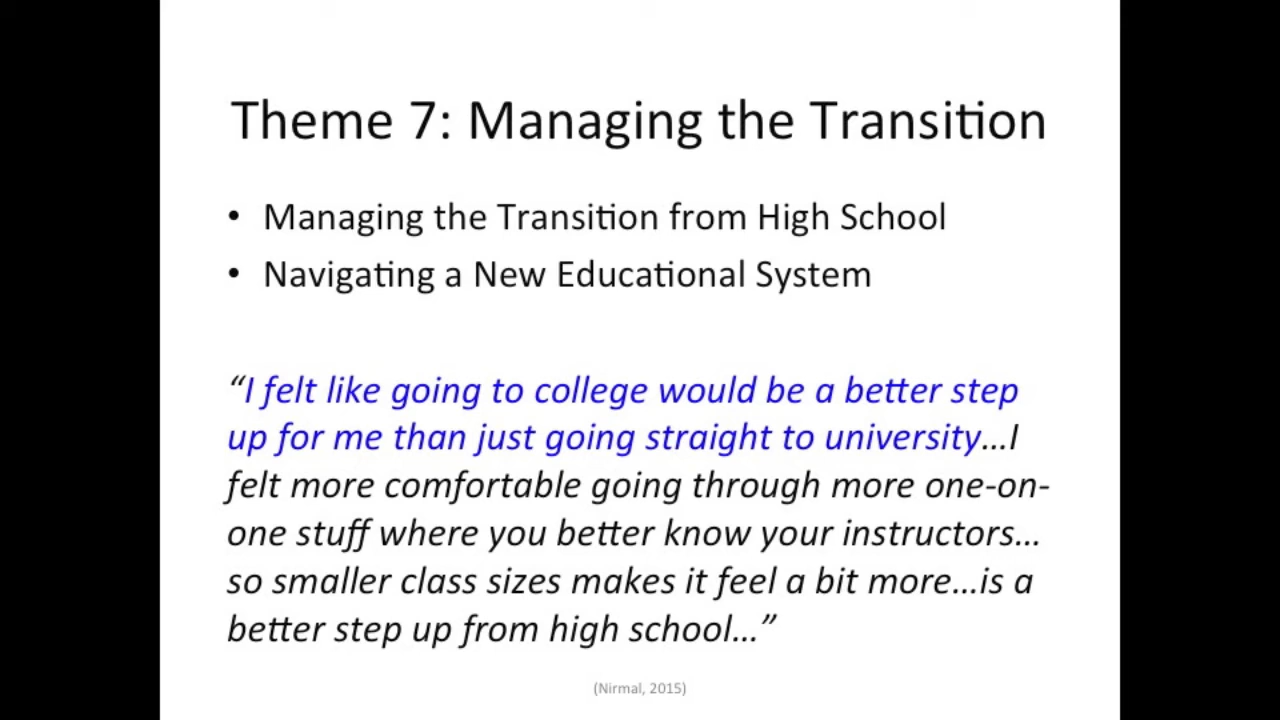 Theme 7: Managing the Transition
• Managing the Transition from High School
• Navigating a New Educational System
“I felt like going to college would be a better step
up for me than just going straight to university…I
felt more comfortable going through more one-on-
one stuff where you better know your instructors…
so smaller class sizes makes it feel a bit more…is a
better step up from high school…”
(Nirmal, 2015)